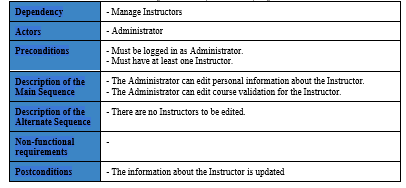 Dependency - Manage Instructors
Actors - Administrator
Preconditions - Must be logged in as Administrator.
- Must have at least one Instructor.
Description of the - The Administrator can edit personal information about the Instructor.
Main Sequence - The Administrator can edit course validation for the Instructor.
Description of the - There are no Instructors to be edited.
Alternate Sequence
Non-functional -
requirements
Postconditions - The information about the Instructor is updated